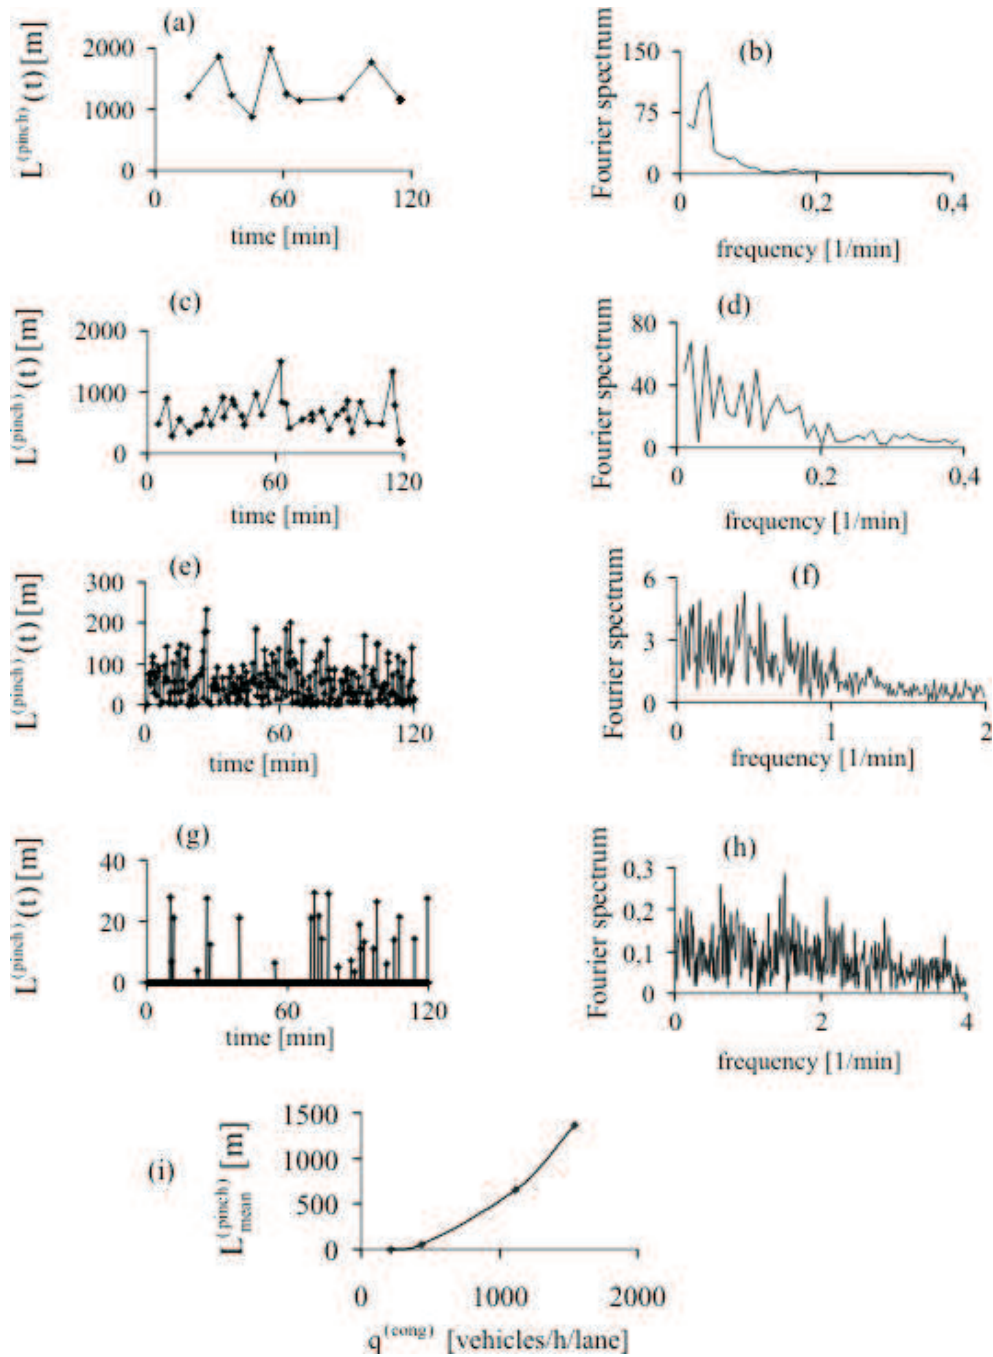 (a)
L(pinch)(t) [m]
2000
1000
0
0 60 120
time [min]
(b)
Fourier spectrum
150
75
0
0 0,2 0,4
frequency [1/min]
(c)
L(pinch)(t) [m]
2000
1000
0
0 60 120
time [min]
(d)
Fourier spectrum
80
40
0
0 0,2 0,4
frequency [1/min]
(e)
L(pinch)(t) [m]
300
200
100
0
0 60 120
time [min]
(f)
Fourier spectrum
6
3
0
0 1 2
frequency [1/min]
(g)
L(pinch)(t) [m]
40
20
0
0 60 120
time [min]
(h)
Fourier spectrum
0,3
0,2
0,1
0
0 2 4
frequency [1/min]
(i)
L(pinch)mean [m]
1500
1000
500
0
0 1000 2000
q(cong) [vehicles/h/lane]